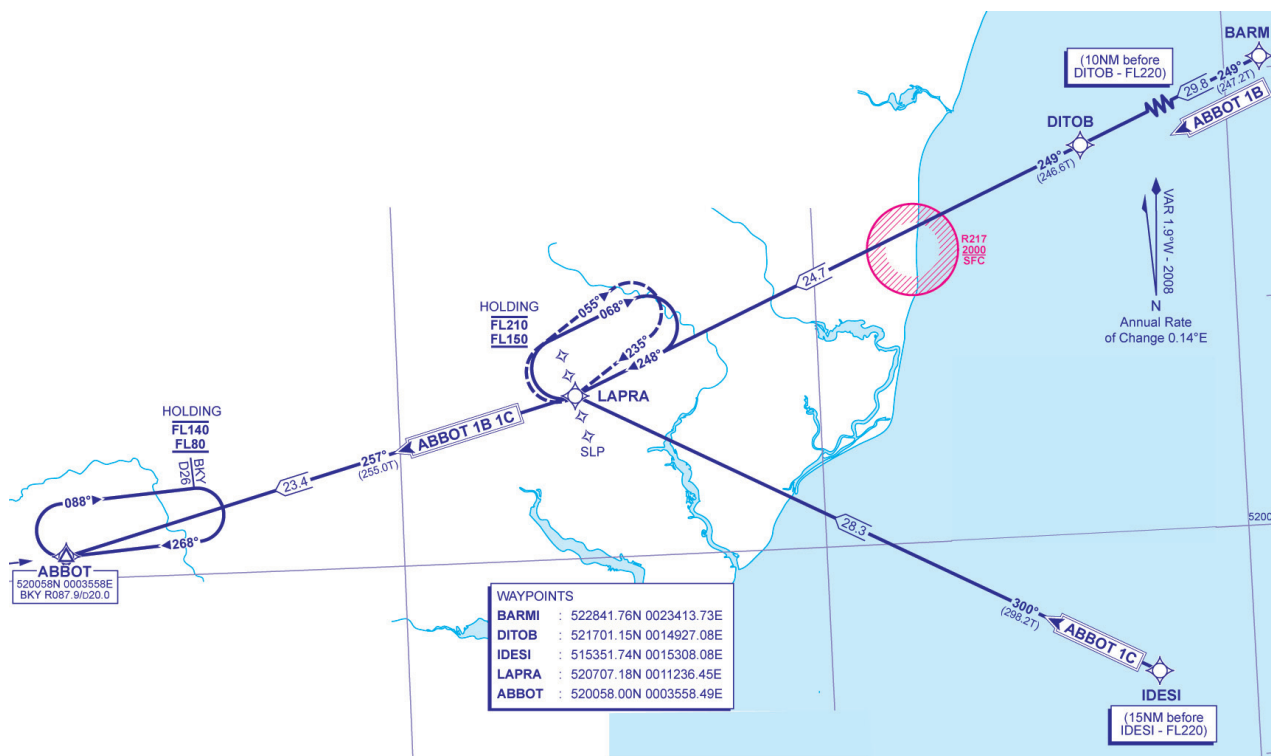 BARMI
(10NM before
DITOB - FL220)
249°
(247.2T)
29.8
ABBOT 1B
DITOB
249°
(246.6T)
VAR 1.9°W - 2008
N
Annual Rate
of Change 0.14°E
R217
2000
SFC
24.7
HOLDING
FL210
FL150
055°
068°
235°
248°
LAPRA
SLP
ABBOT 1B 1C
257°
(255.0T)
23.4
HOLDING
FL140
FL80
BKY
D26
088°
268°
ABBOT
520058N 0003558E
BKY R087.9/D20.0
28.3
5200
300°
(298.2T)
ABBOT 1C
IDESI
(15NM before
IDESI - FL220)
WAYPOINTS
BARMI : 522841.76N 0023413.73E
DITOB : 521701.15N 0014927.08E
IDESI : 515351.74N 0015308.08E
LAPRA : 520707.18N 0011236.45E
ABBOT : 520058.00N 0003558.49E